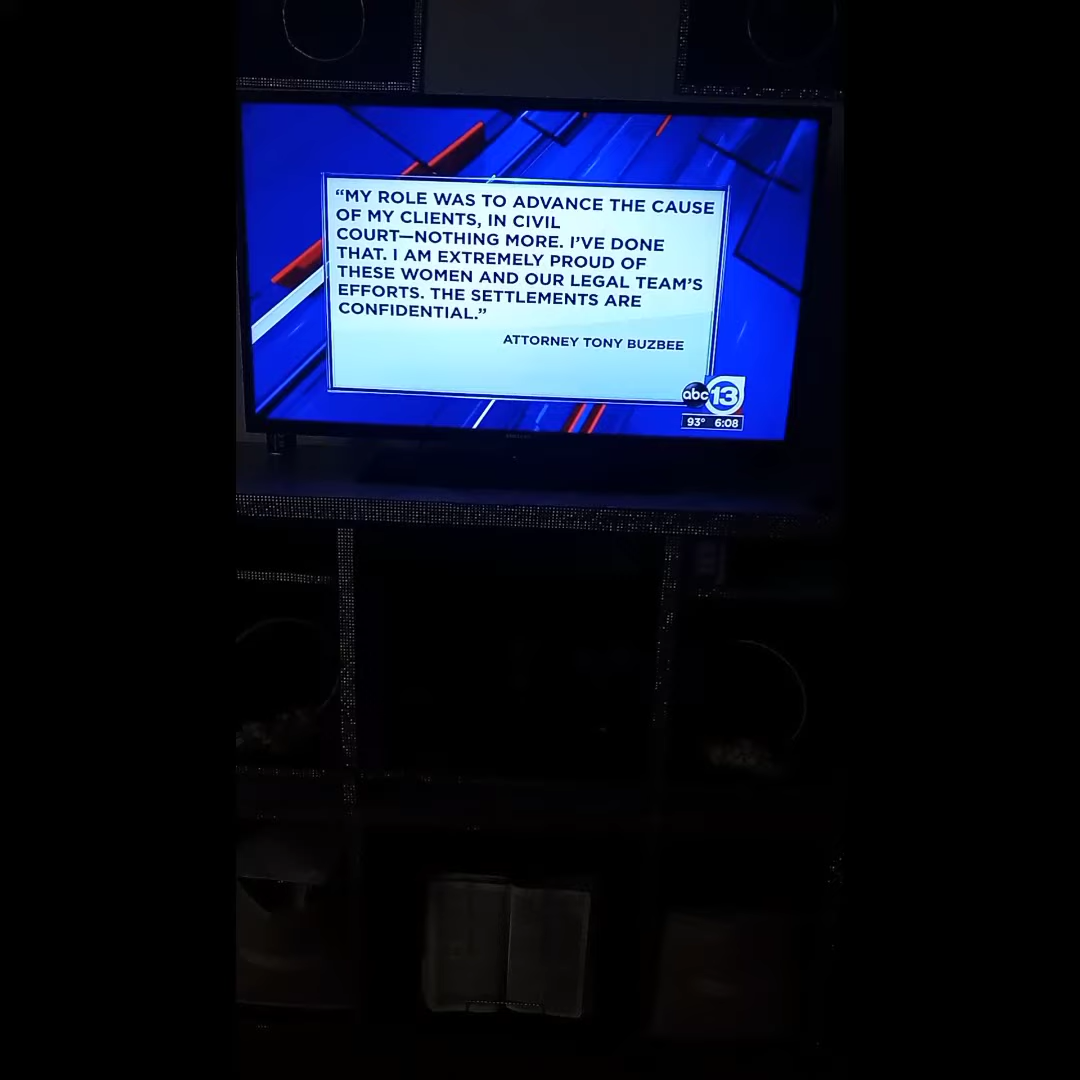 “MY ROLE WAS TO ADVANCE THE CAUSE
OF MY CLIENTS, IN CIVIL
COURT—NOTHING MORE. I’VE DONE
THAT. I AM EXTREMELY PROUD OF
THESE WOMEN AND OUR LEGAL TEAM’S
EFFORTS. THE SETTLEMENTS ARE
CONFIDENTIAL.”
ATTORNEY TONY BUZBEE
abc 13
93° 6:08